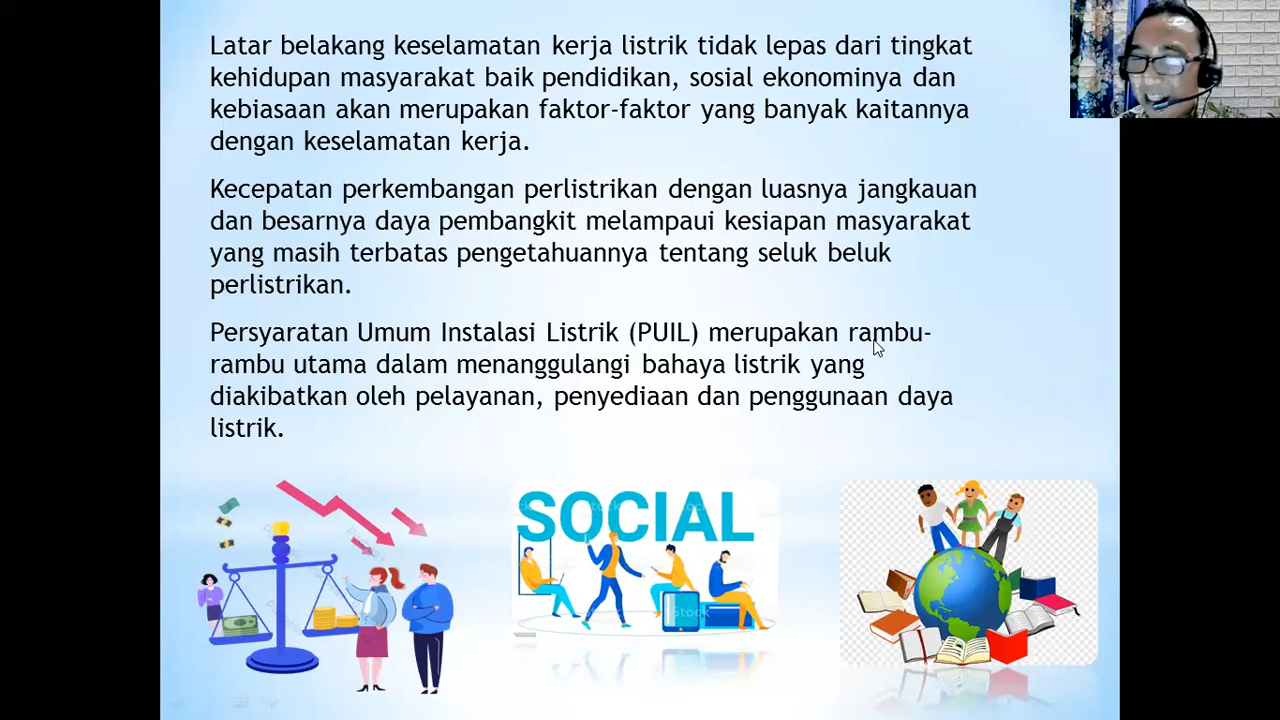 Latar belakang keselamatan kerja listrik tidak lepas dari tingkat
kehidupan masyarakat baik pendidikan, sosial ekonominya dan
kebiasaan akan merupakan faktor-faktor yang banyak kaitannya
dengan keselamatan kerja.
Kecepatan perkembangan perlistrikan dengan luasnya jangkauan
dan besarnya daya pembangkit melampaui kesiapan masyarakat
yang masih terbatas pengetahuannya tentang seluk beluk
perlistrikan.
Persyaratan Umum Instalasi Listrik (PUIL) merupakan rambu-
rambu utama dalam menanggulangi bahaya listrik yang
diakibatkan oleh pelayanan, penyediaan dan penggunaan daya
listrik.
SOCIAL
iStock